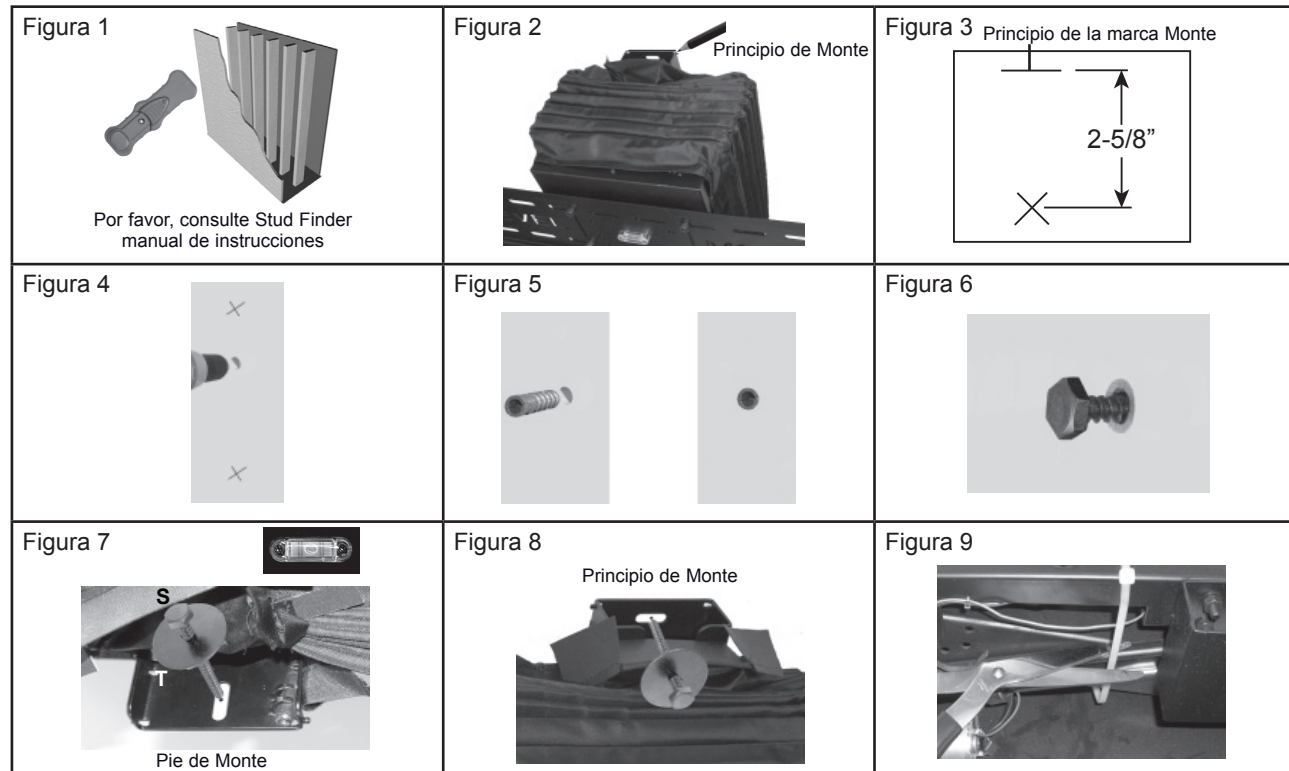 Figura 1
Por favor, consulte Stud Finder
manual de instrucciones
Figura 2
Principio de Monte
Figura 3
Principio de la marca Monte
2-5/8”
Figura 4
Figura 5
Figura 6
Figura 7
S
T
Pie de Monte
Figura 8
Principio de Monte
Figura 9